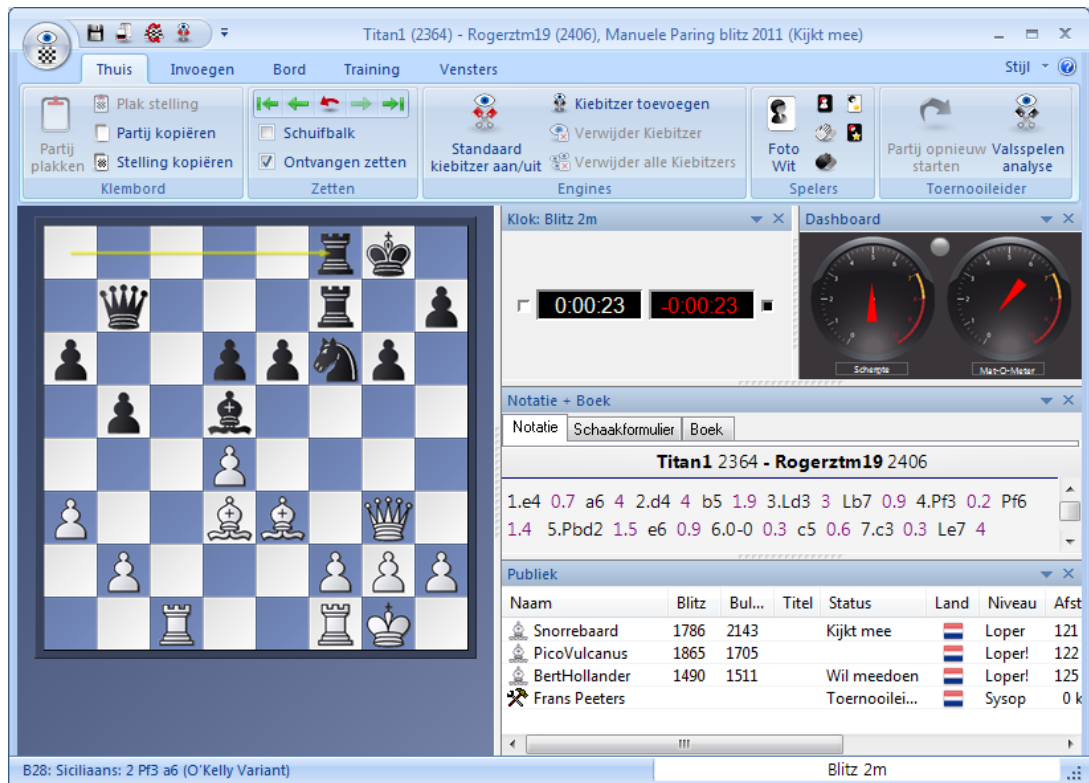 Titan1 (2364) - Rogerztm19 (2406), Manuele Paring blitz 2011 (Kijkt mee)
Thuis Invoegen Bord Training Vensters Stijl
Partij plakken
Plak stelling
Partij kopiëren
Stelling kopiëren
Klembord
Schuifbalk
Ontvangen zetten
Zetten
Standaard kiebitzer aan/uit
Kiebitzer toevoegen
Verwijder Kiebitzer
Verwijder alle Kiebitzers
Engines
Foto Wit
Spelers
Partij opnieuw starten
Valsspelen analyse
Toernooileider
Klok: Blitz 2m
0:00:23 -0:00:23
Dashboard
Scherpte Mat-O-Meter
Notatie + Boek
Notatie Schaakformulier Boek
Titan1 2364 - Rogerztm19 2406
1.e4 0.7 a6 4 2.d4 4 b5 1.9 3.Ld3 3 Lb7 0.9 4.Pf3 0.2 Pf6
1.4 5.Pbd2 1.5 e6 0.9 6.0-0 0.3 c5 0.6 7.c3 0.3 Le7 4
Publiek
Naam Blitz Bul... Titel Status Land Niveau Afst
Snorrebaard 1786 2143 Kijkt mee Loper 121
PicoVulcanus 1865 1705 Loper! 122
BertHollander 1490 1511 Wil meedoen Loper! 125
Frans Peeters Toernooilei... Sysop 0 k
B28: Siciliaans: 2 Pf3 a6 (O'Kelly Variant)
Blitz 2m